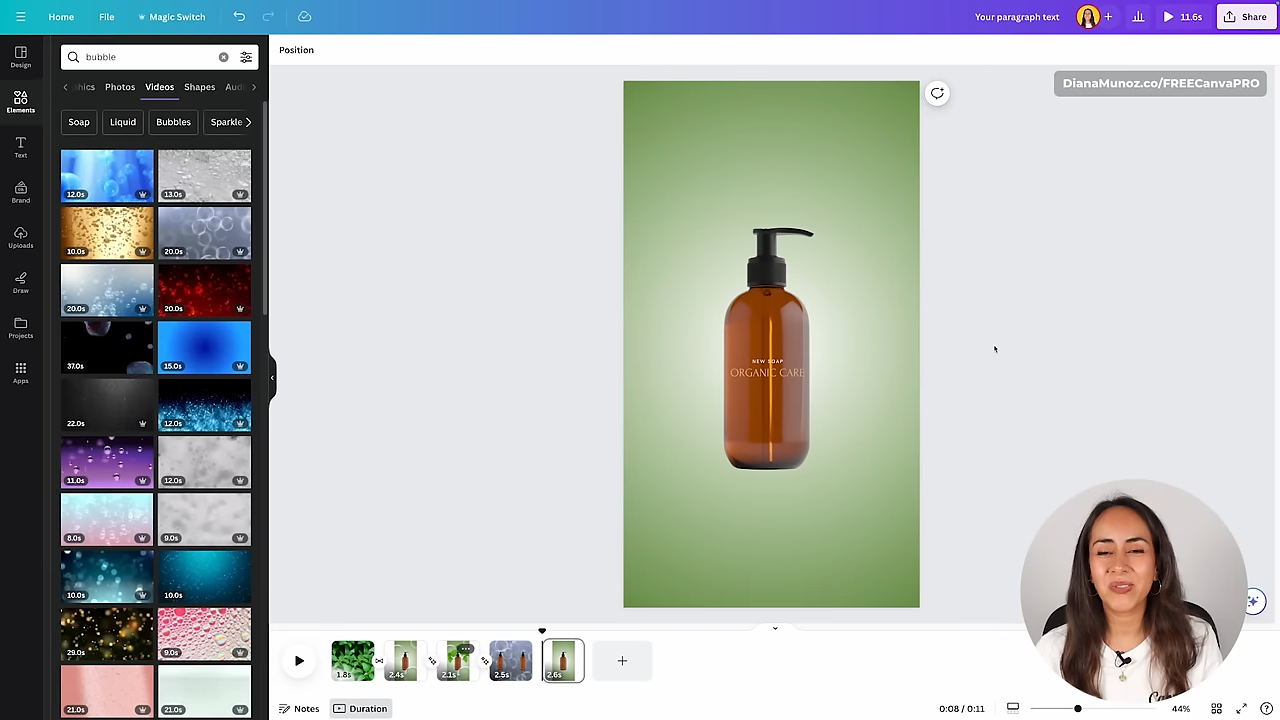 Home File Magic Switch Your paragraph text 11.6s Share
Position
Design
Elements
Text
Brand
Uploads
Draw
Projects
Apps
bubble
hics Photos Videos Shapes Aud
Soap Liquid Bubbles Sparkle
12.0s 13.0s
10.0s 20.0s
20.0s 20.0s
37.0s 15.0s
22.0s 12.0s
11.0s 12.0s
8.0s 9.0s
10.0s 10.0s
29.0s 9.0s
21.0s 21.0s
DianaMunoz.co/FREECanvaPRO
NEW SOAP
ORGANIC CARE
1.8s 2.4s 2.1s 2.5s 2.6s
Notes Duration 0:08 / 0:11 44%